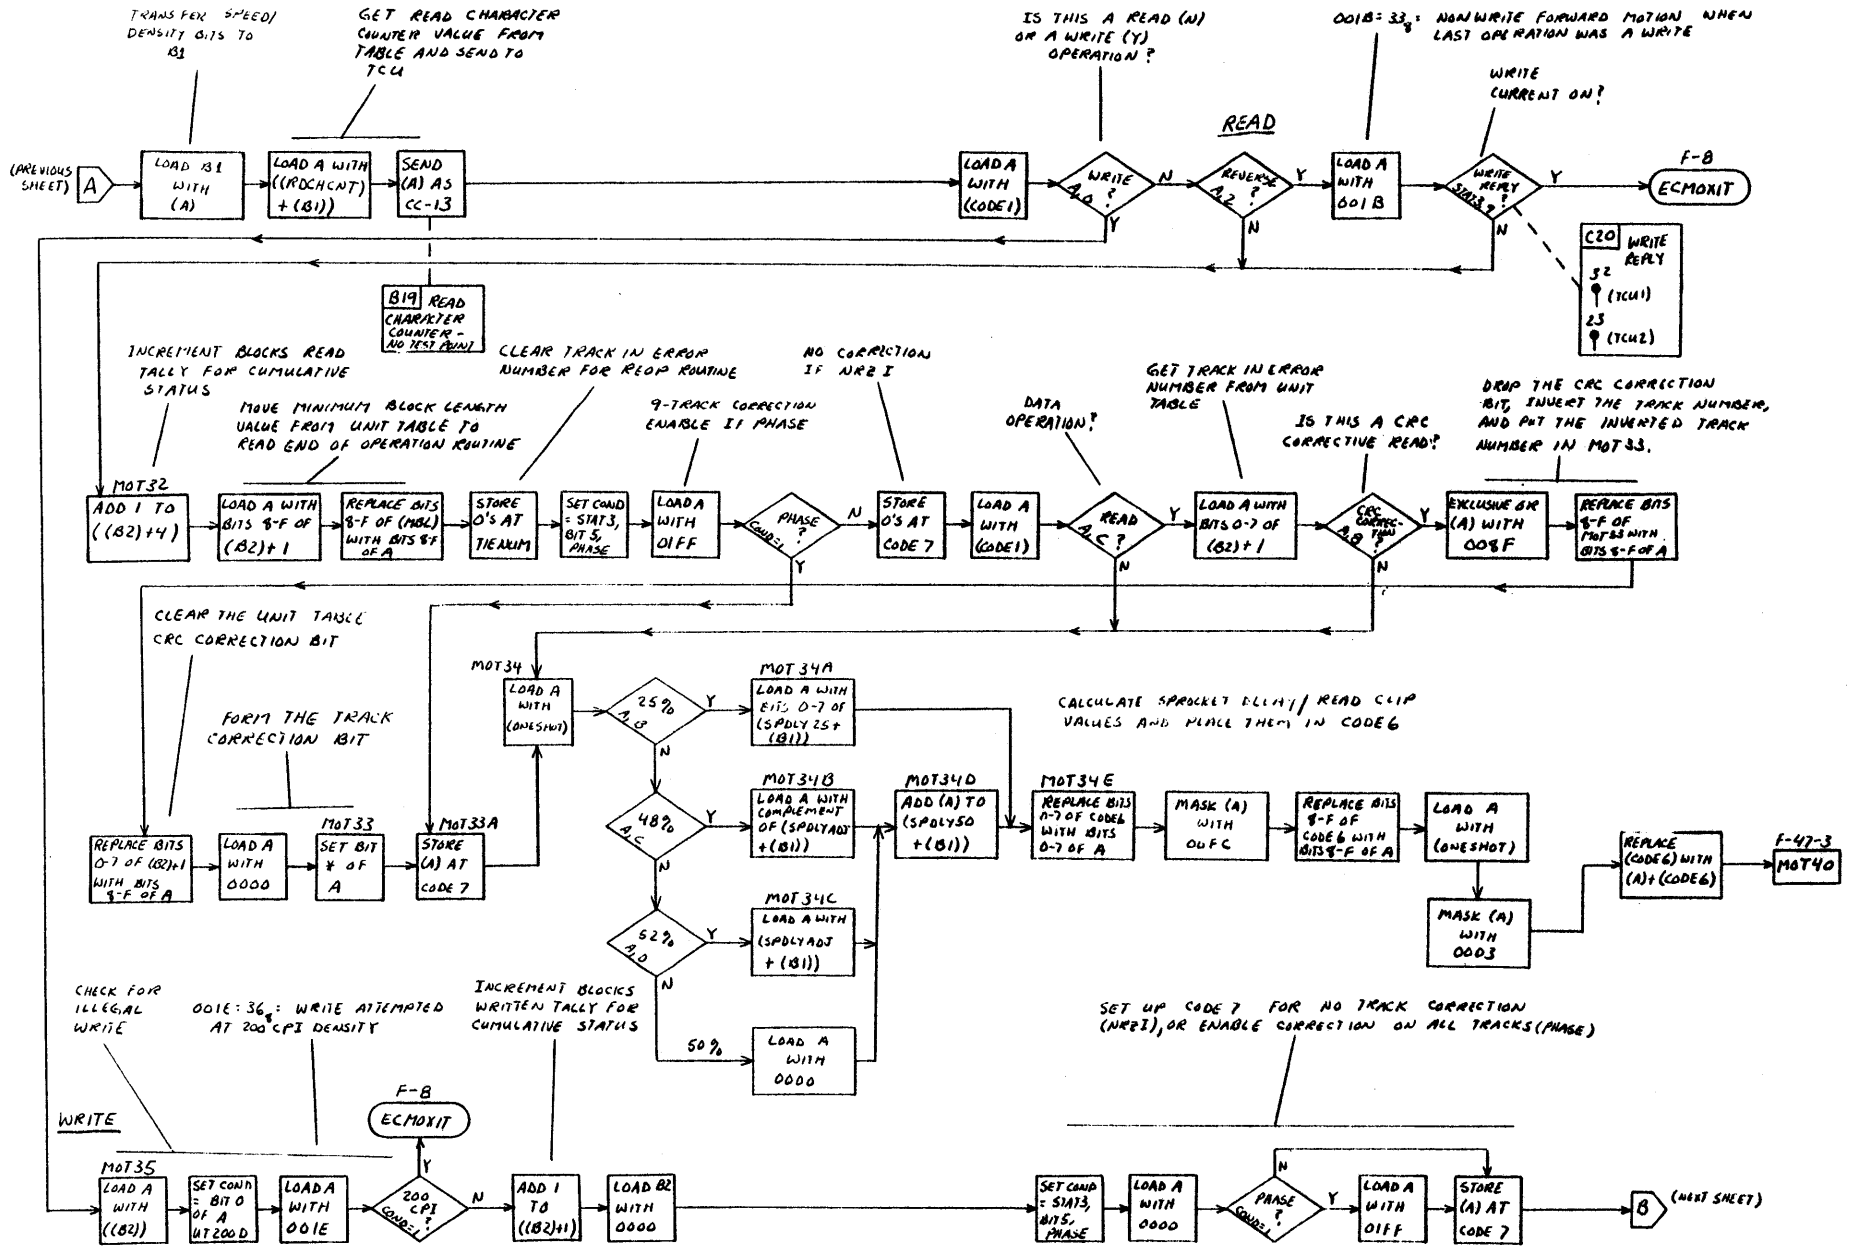 TRANSFER SPEED/
DENSITY BITS TO
B1
GET READ CHARACTER
COUNTER VALUE FROM
TABLE AND SEND TO
TCU
IS THIS A READ (N)
OR A WRITE (Y)
OPERATION?
001B=33₈: NONWRITE FORWARD MOTION WHEN
LAST OPERATION WAS A WRITE
WRITE
CURRENT ON?
READ
(PREVIOUS
SHEET)
A
LOAD B1
WITH
(A)
LOAD A WITH
((RDCHCNT)
+(B1))
SEND
(A) AS
CC-13
LOAD A
WITH
(CODE1)
WRITE
?
A,0
N
Y
REVERSE
?
A,2
Y
N
LOAD A
WITH
001B
WRITE
REPLY
?
STAT3,9
Y
N
F-8
ECMOXIT
C20
WRITE
REPLY
32
(TCU1)
23
(TCU2)
B19
READ
CHARACTER
COUNTER -
NO TEST POINT
INCREMENT BLOCKS READ
TALLY FOR CUMULATIVE
STATUS
MOVE MINIMUM BLOCK LENGTH
VALUE FROM UNIT TABLE TO
READ END OF OPERATION ROUTINE
CLEAR TRACK IN ERROR
NUMBER FOR REOP ROUTINE
9-TRACK CORRECTION
ENABLE IF PHASE
NO CORRECTION
IF NRZI
DATA
OPERATION?
GET TRACK IN ERROR
NUMBER FROM UNIT
TABLE
IS THIS A CRC
CORRECTIVE READ?
DROP THE CRC CORRECTION
BIT, INVERT THE TRACK NUMBER,
AND PUT THE INVERTED TRACK
NUMBER IN MOT33.
MOT32
ADD 1 TO
((B2)+4)
LOAD A WITH
BITS 8-F OF
(B2)+1
REPLACE BITS
8-F OF (MBL)
WITH BITS 8-F
OF A
STORE
0'S AT
TIENUM
SET COND
= STAT3,
BIT 5,
PHASE
LOAD A
WITH
01FF
PHASE
?
COND=1
N
Y
STORE
0'S AT
CODE 7
LOAD A
WITH
(CODE1)
READ
?
A,C
Y
N
LOAD A WITH
BITS 0-7 OF
(B2)+1
CRC
CORREC-
TION
?
A,8
Y
N
EXCLUSIVE OR
(A) WITH
008F
REPLACE BITS
8-F OF
MOT33 WITH
BITS 8-F OF A
CLEAR THE UNIT TABLE
CRC CORRECTION BIT
FORM THE TRACK
CORRECTION BIT
MOT34
LOAD A
WITH
(ONESHOT)
25%
A,B
Y
N
MOT34A
LOAD A WITH
BITS 0-7 OF
(SPDLY25+
(B1))
CALCULATE SPROCKET DELAY/READ CLIP
VALUES AND PLACE THEM IN CODE6
48%
A,C
Y
N
MOT34B
LOAD A WITH
COMPLEMENT
OF (SPDLYADJ
+(B1))
MOT34D
ADD (A) TO
(SPDLY50
+(B1))
MOT34E
REPLACE BITS
0-7 OF CODE6
WITH BITS
0-7 OF A
MASK (A)
WITH
00FC
REPLACE BITS
8-F OF
CODE 6 WITH
BITS 8-F OF A
LOAD A
WITH
(ONESHOT)
MASK (A)
WITH
0003
REPLACE
(CODE6) WITH
(A)+(CODE6)
F-47-3
MOT40
REPLACE BITS
0-7 OF (B2)+1
WITH BITS
8-F OF A
LOAD A
WITH
0000
MOT33
SET BIT
* OF
A
MOT33A
STORE
(A) AT
CODE 7
52%
A,D
Y
N
MOT34C
LOAD A WITH
(SPDLYADJ
+ (B1))
50%
LOAD A
WITH
0000
CHECK FOR
ILLEGAL
WRITE
001E=36₈: WRITE ATTEMPTED
AT 200 CPI DENSITY
INCREMENT BLOCKS
WRITTEN TALLY FOR
CUMULATIVE STATUS
SET UP CODE 7 FOR NO TRACK CORRECTION
(NRZI), OR ENABLE CORRECTION ON ALL TRACKS(PHASE)
WRITE
F-8
ECMOXIT
MOT35
LOAD A
WITH
((B2))
SET COND
= BIT 0
OF A
UT200D
LOAD A
WITH
001E
200
CPI
?
COND=1
Y
N
ADD 1
TO
((B2)+1)
LOAD B2
WITH
0000
SET COND
= STAT3,
BIT 5,
PHASE
LOAD A
WITH
0000
PHASE
?
COND=1
N
Y
LOAD A
WITH
01FF
STORE
(A) AT
CODE 7
B
(NEXT SHEET)